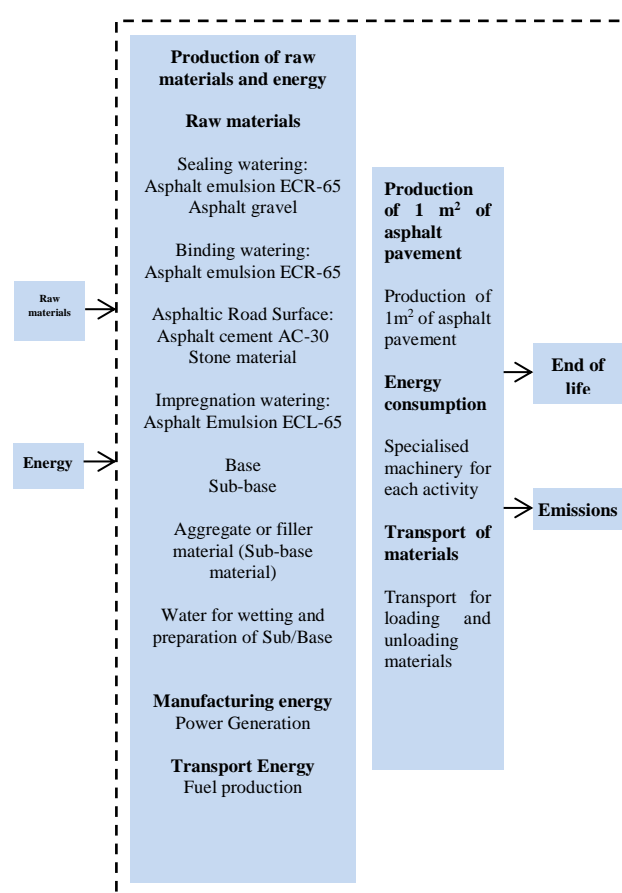 Raw
materials
Energy
Production of raw
materials and energy
Raw materials
Sealing watering:
Asphalt emulsion ECR-65
Asphalt gravel
Binding watering:
Asphalt emulsion ECR-65
Asphaltic Road Surface:
Asphalt cement AC-30
Stone material
Impregnation watering:
Asphalt Emulsion ECL-65
Base
Sub-base
Aggregate or filler
material (Sub-base
material)
Water for wetting and
preparation of Sub/Base
Manufacturing energy
Power Generation
Transport Energy
Fuel production
Production
of 1 m² of
asphalt
pavement
Production of
1m² of asphalt
pavement
Energy
consumption
Specialised
machinery for
each activity
Transport of
materials
Transport for
loading and
unloading
materials
End of
life
Emissions